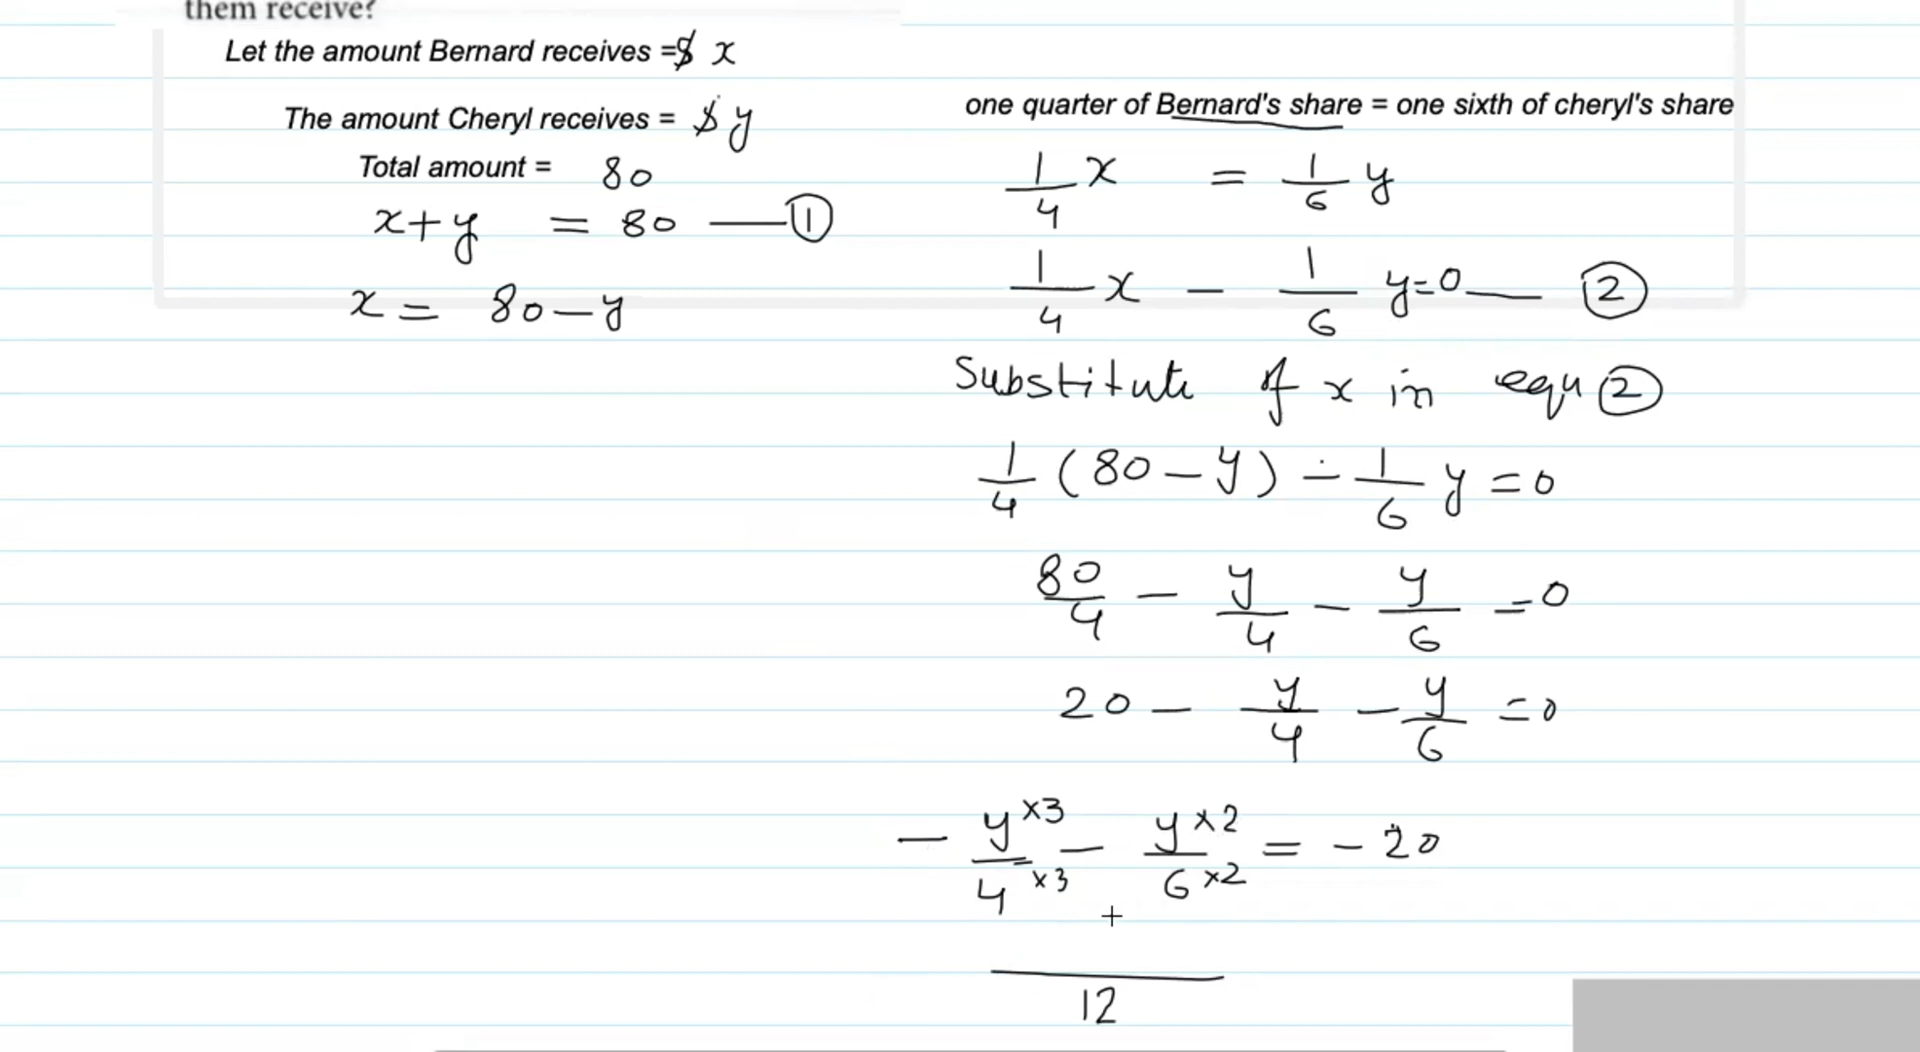 them receive?
Let the amount Bernard receives =$ x
The amount Cheryl receives = $ y
Total amount = 80
x+y = 80 —— ①
x = 80-y
one quarter of Bernard's share = one sixth of cheryl's share
1/4 x = 1/6 y
1/4 x - 1/6 y=0 —— ②
Substitute of x in equ ②
1/4 (80-y) - 1/6 y =0
80/4 - y/4 - y/6 =0
20 - y/4 - y/6 =0
- y×3/4×3 - y×2/6×2 = -20
12